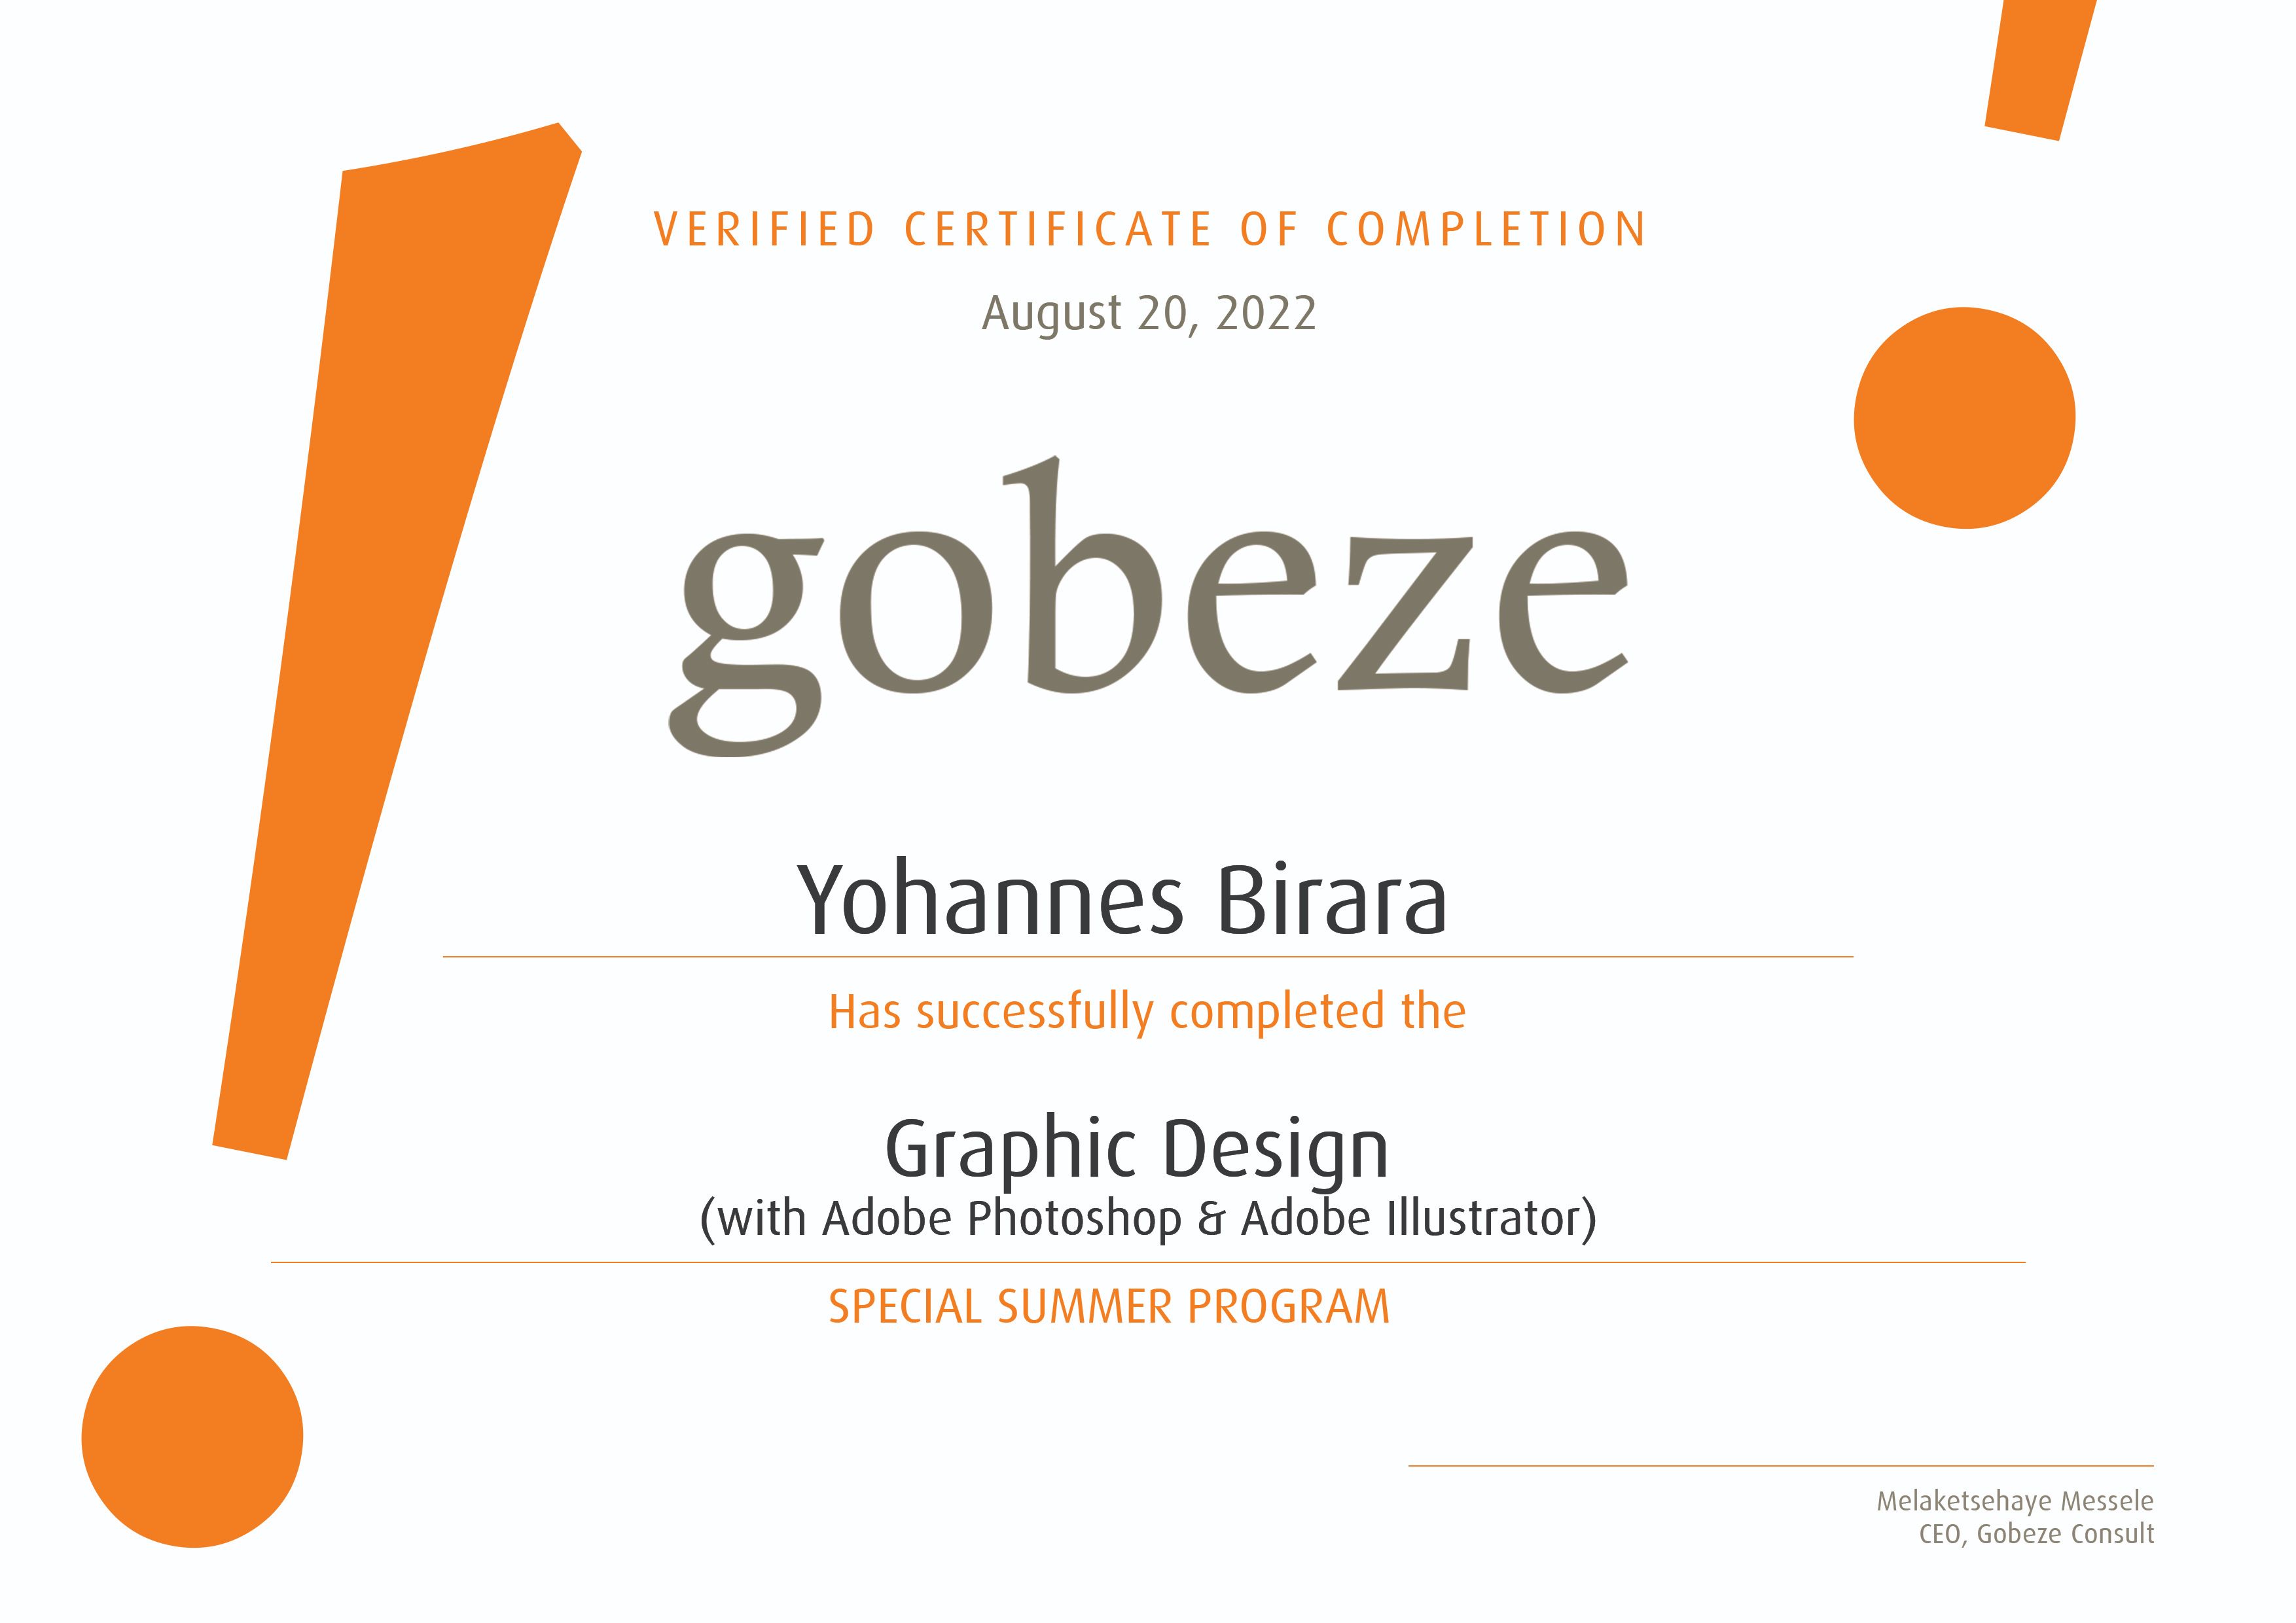 VERIFIED CERTIFICATE OF COMPLETION
August 20, 2022
gobeze
Yohannes Birara
Has successfully completed the
Graphic Design
(with Adobe Photoshop & Adobe Illustrator)
SPECIAL SUMMER PROGRAM
Melaketsehaye Messele
CEO, Gobeze Consult